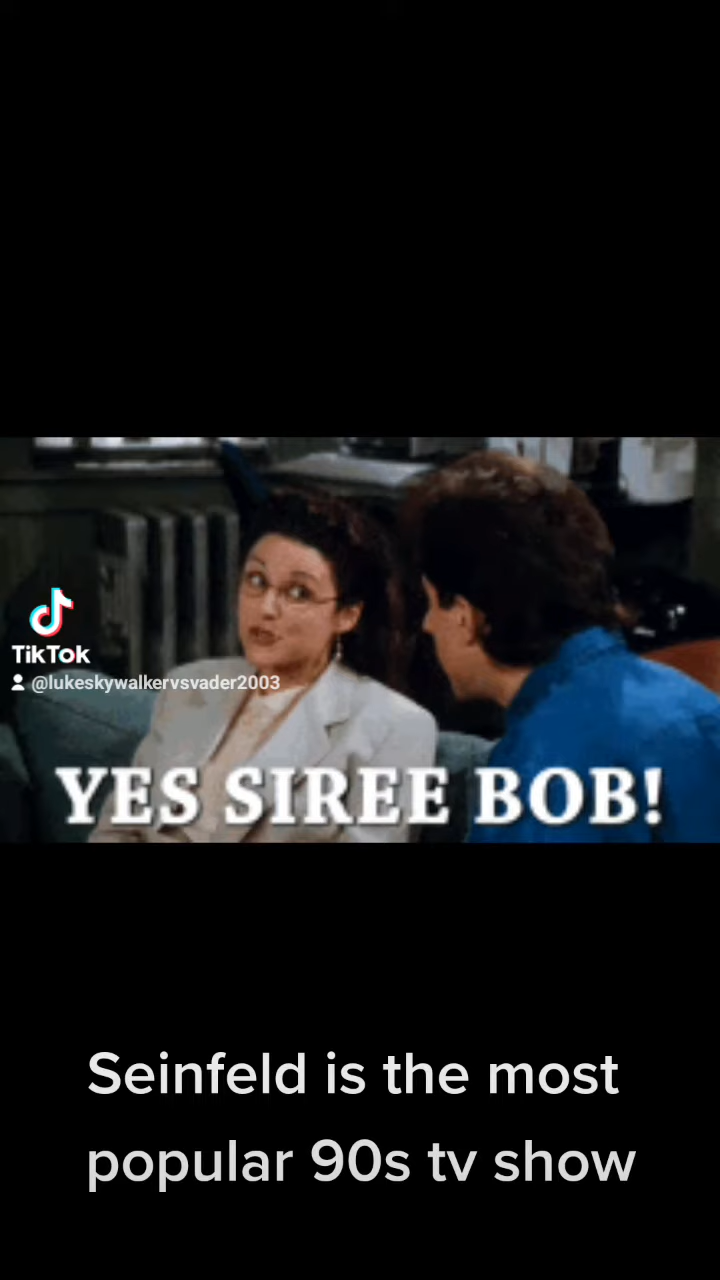 TikTok
@lukeskywalkervsvader2003
YES SIREE BOB!
Seinfeld is the most
popular 90s tv show